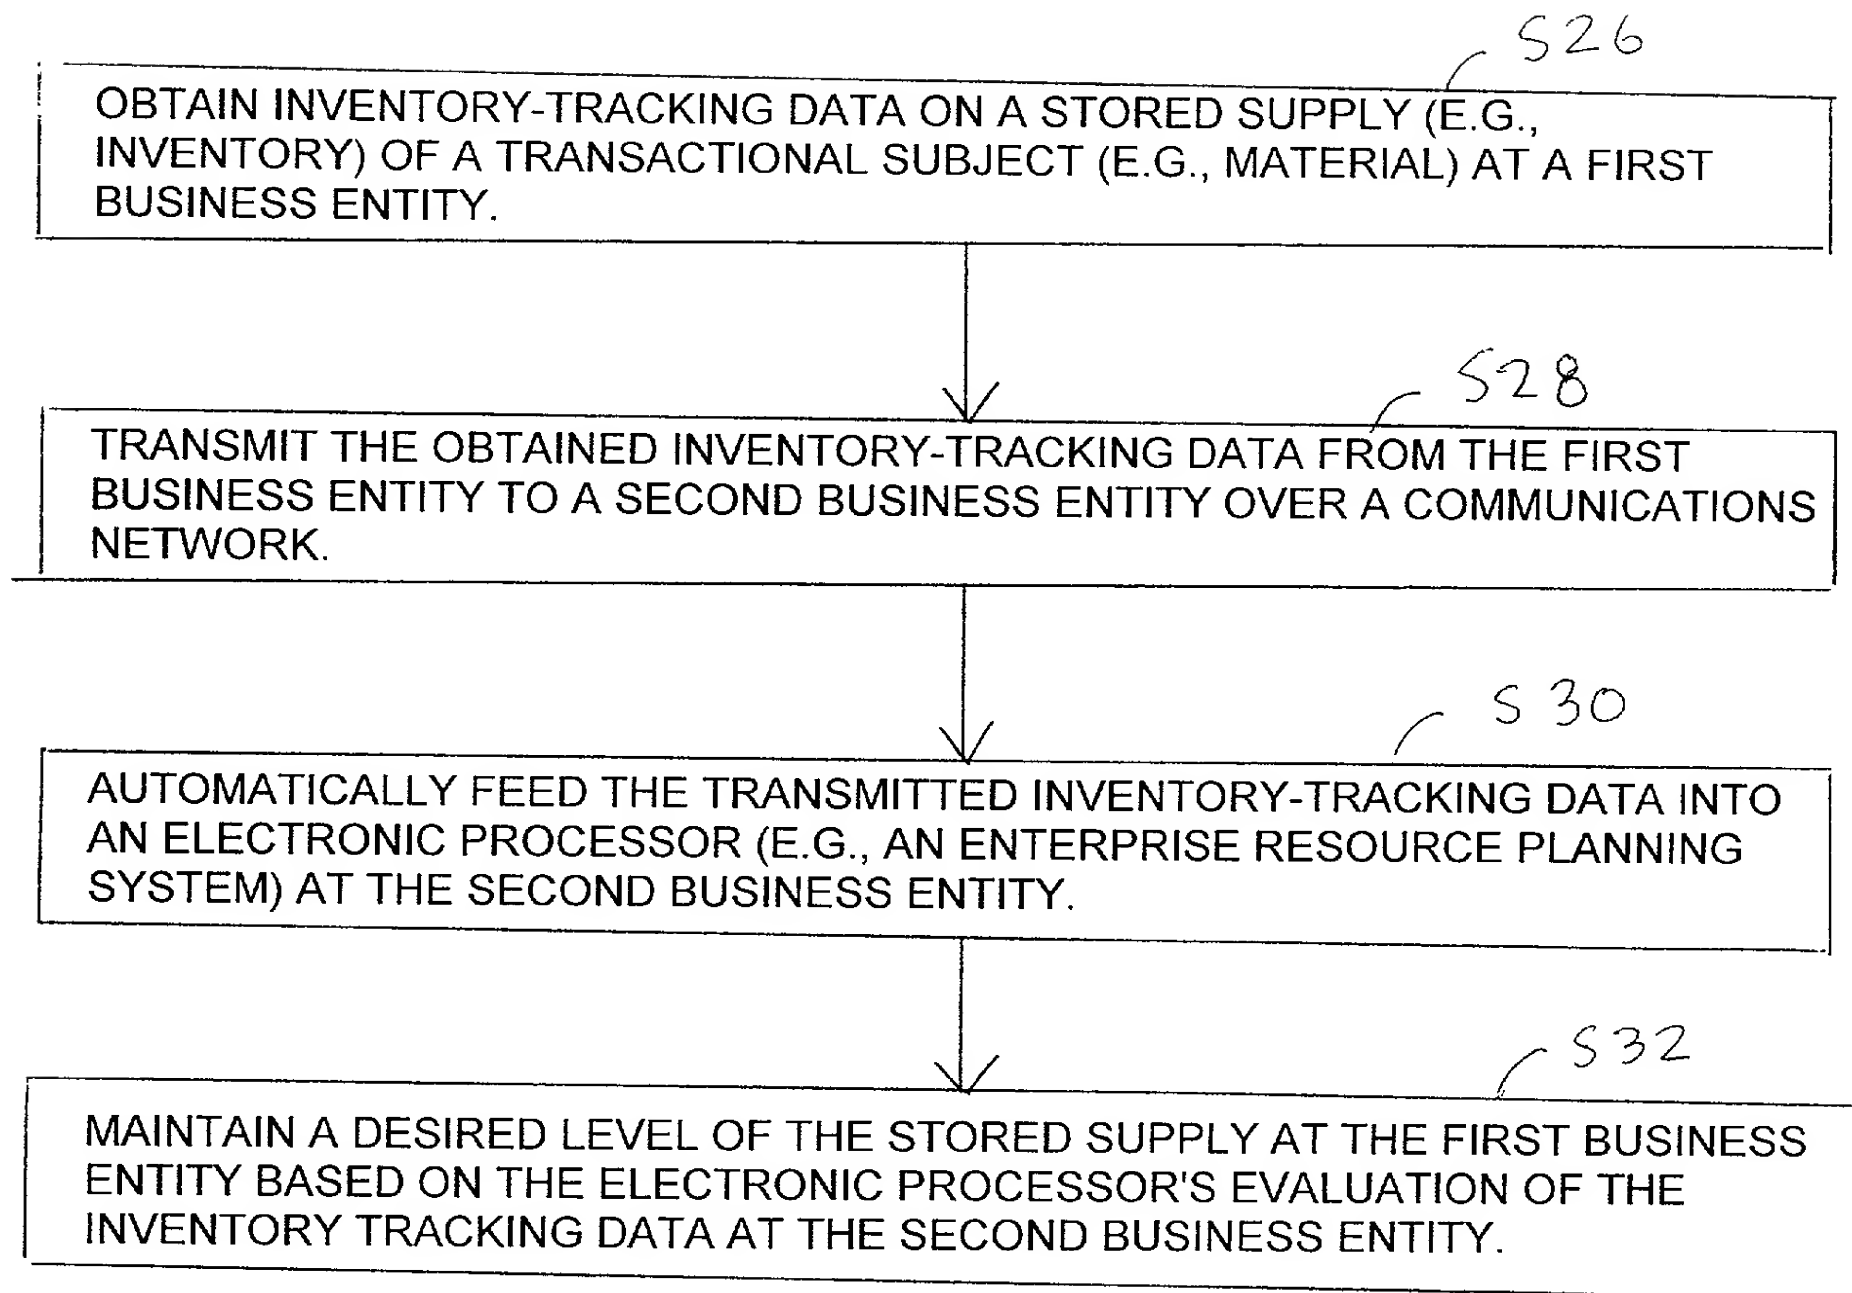 S26
OBTAIN INVENTORY-TRACKING DATA ON A STORED SUPPLY (E.G.,
INVENTORY) OF A TRANSACTIONAL SUBJECT (E.G., MATERIAL) AT A FIRST
BUSINESS ENTITY.
S28
TRANSMIT THE OBTAINED INVENTORY-TRACKING DATA FROM THE FIRST
BUSINESS ENTITY TO A SECOND BUSINESS ENTITY OVER A COMMUNICATIONS
NETWORK.
S 30
AUTOMATICALLY FEED THE TRANSMITTED INVENTORY-TRACKING DATA INTO
AN ELECTRONIC PROCESSOR (E.G., AN ENTERPRISE RESOURCE PLANNING
SYSTEM) AT THE SECOND BUSINESS ENTITY.
S32
MAINTAIN A DESIRED LEVEL OF THE STORED SUPPLY AT THE FIRST BUSINESS
ENTITY BASED ON THE ELECTRONIC PROCESSOR'S EVALUATION OF THE
INVENTORY TRACKING DATA AT THE SECOND BUSINESS ENTITY.